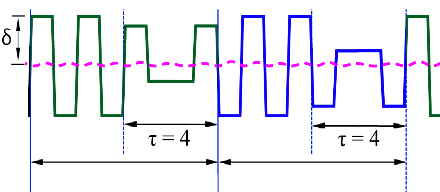 δ
τ = 4 τ = 4